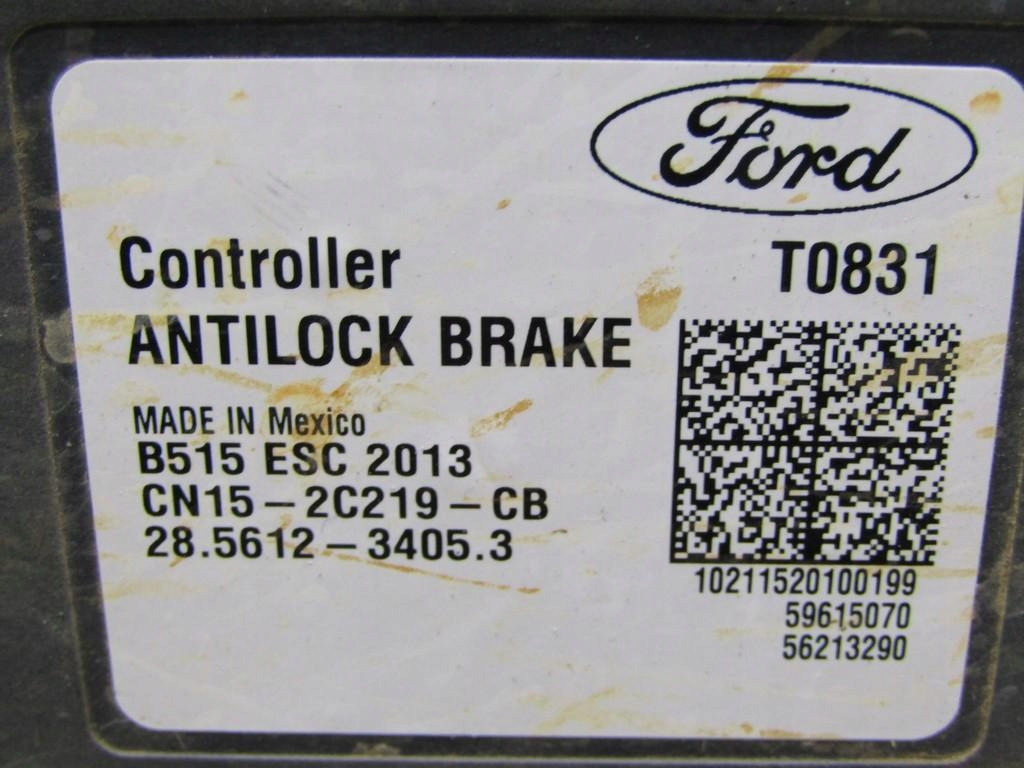 Ford
Controller T0831
ANTILOCK BRAKE
MADE IN Mexico
B515 ESC 2013
CN15-2C219-CB
28.5612-3405.3
10211520100199
59615070
56213290